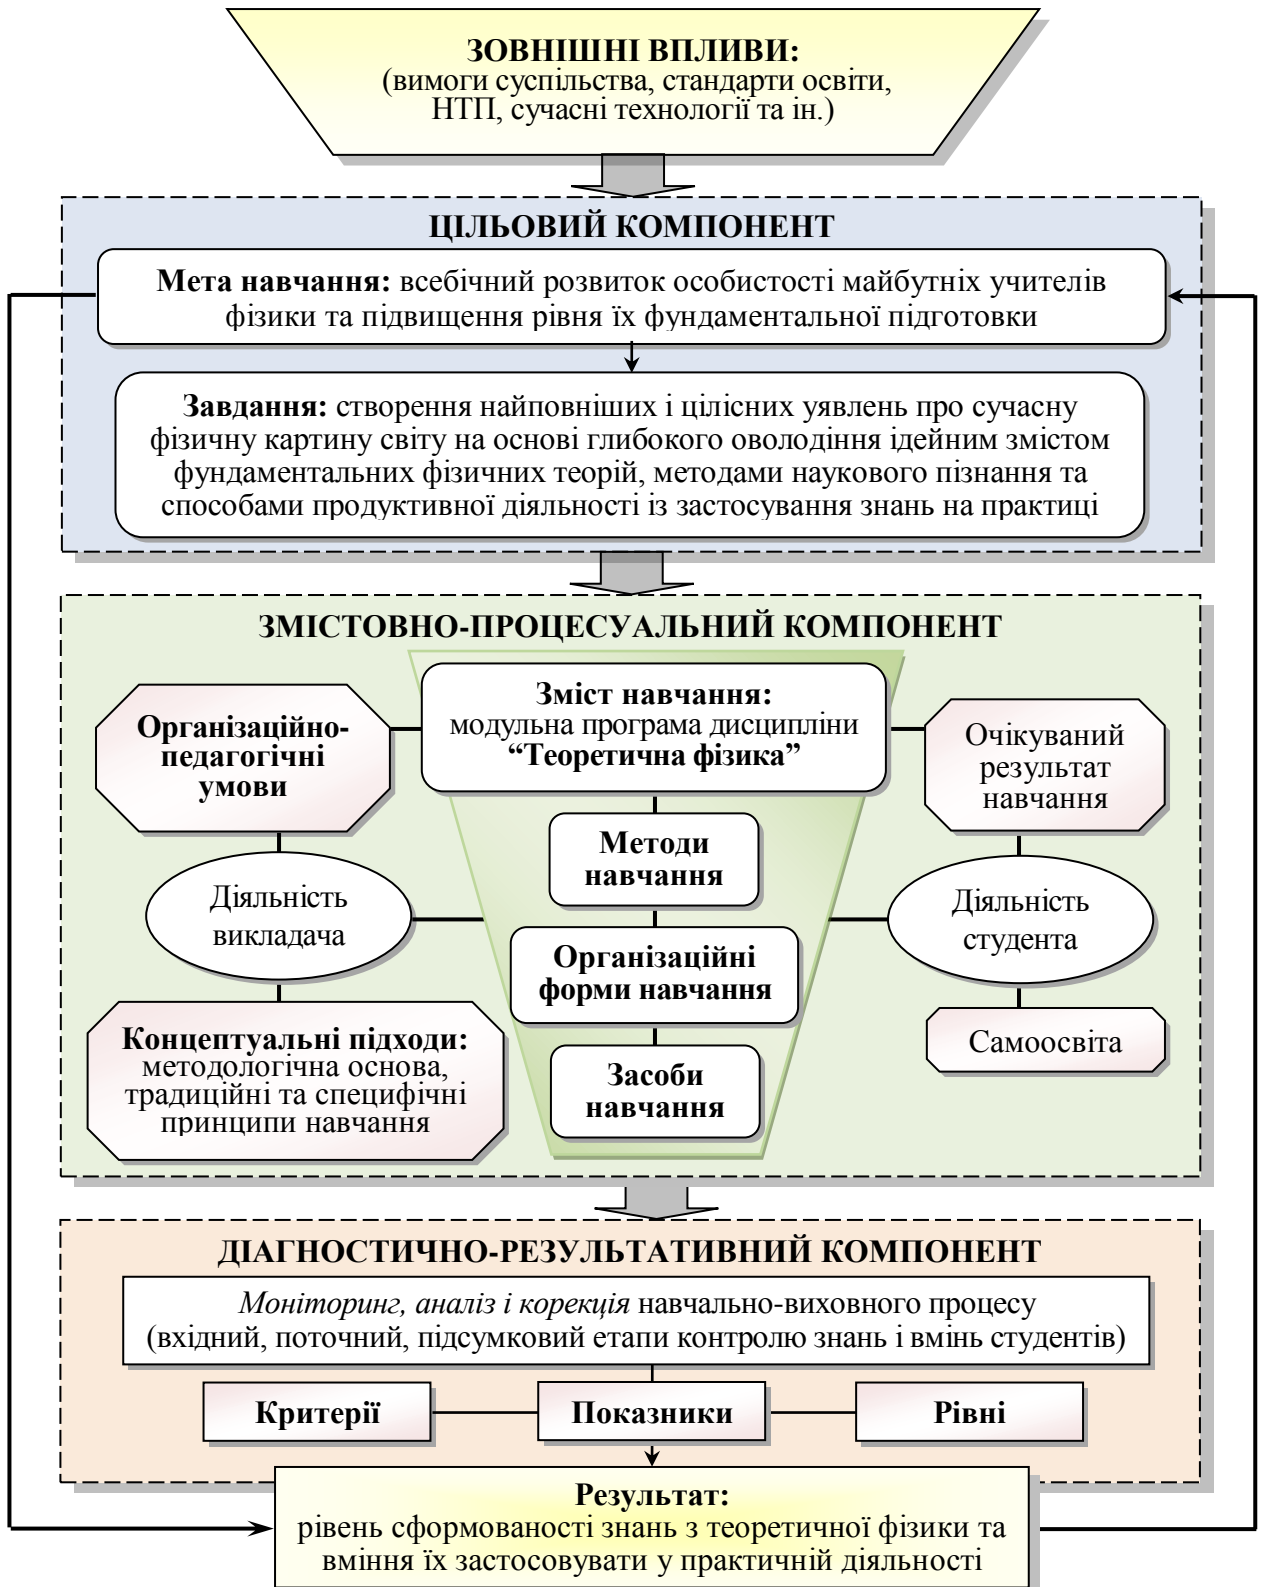 ЗОВНІШНІ ВПЛИВИ:
(вимоги суспільства, стандарти освіти,
НТП, сучасні технології та ін.)
ЦІЛЬОВИЙ КОМПОНЕНТ
Мета навчання: всебічний розвиток особистості майбутніх учителів
фізики та підвищення рівня їх фундаментальної підготовки
Завдання: створення найповніших і цілісних уявлень про сучасну
фізичну картину світу на основі глибокого оволодіння ідейним змістом
фундаментальних фізичних теорій, методами наукового пізнання та
способами продуктивної діяльності із застосування знань на практиці
ЗМІСТОВНО-ПРОЦЕСУАЛЬНИЙ КОМПОНЕНТ
Організаційно-
педагогічні
умови
Зміст навчання:
модульна програма дисципліни
“Теоретична фізика”
Очікуваний
результат
навчання
Методи
навчання
Діяльність
викладача
Діяльність
студента
Організаційні
форми навчання
Концептуальні підходи:
методологічна основа,
традиційні та специфічні
принципи навчання
Самоосвіта
Засоби
навчання
ДІАГНОСТИЧНО-РЕЗУЛЬТАТИВНИЙ КОМПОНЕНТ
Моніторинг, аналіз і корекція навчально-виховного процесу
(вхідний, поточний, підсумковий етапи контролю знань і вмінь студентів)
Критерії
Показники
Рівні
Результат:
рівень сформованості знань з теоретичної фізики та
вміння їх застосовувати у практичній діяльності